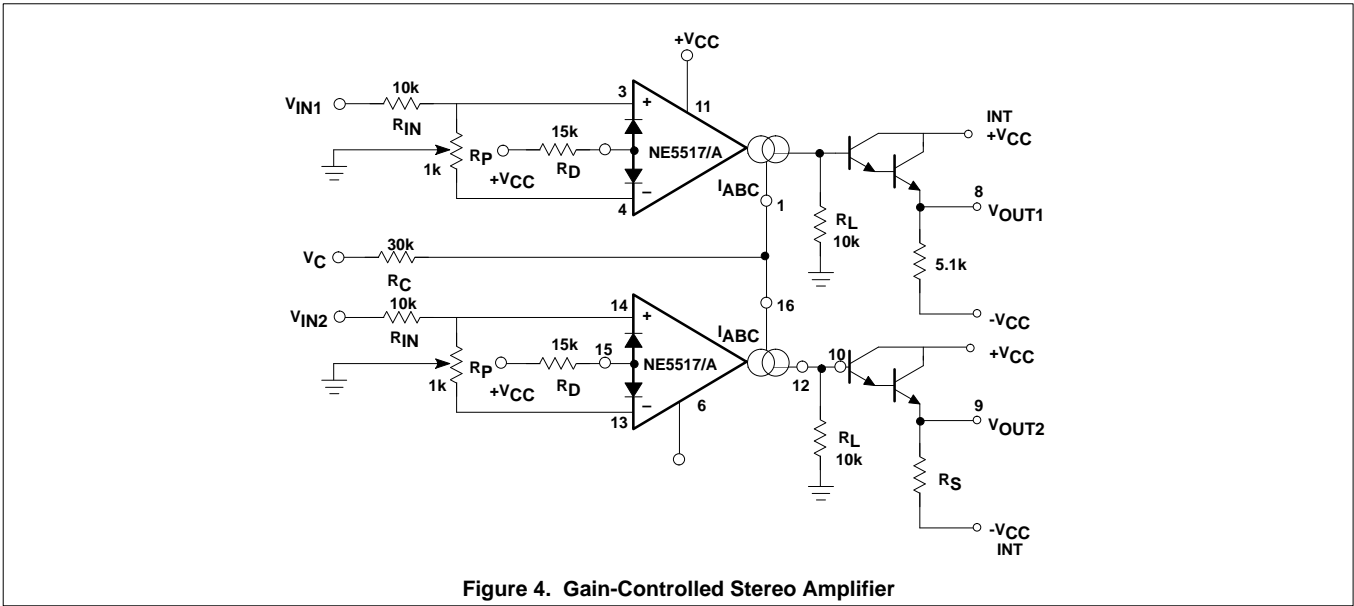 +VCC
10k
VIN1
RIN
3
+
11
15k
RP
+VCC
RD
1k
NE5517/A
–
4
IABC
1
INT
+VCC
8
VOUT1
RL
10k
5.1k
-VCC
30k
VC
RC
16
10k
VIN2
RIN
14
+
IABC
15k
15
RP
+VCC
RD
1k
NE5517/A
–
13
6
12
10
+VCC
9
VOUT2
RL
10k
RS
-VCC
INT
Figure 4. Gain-Controlled Stereo Amplifier